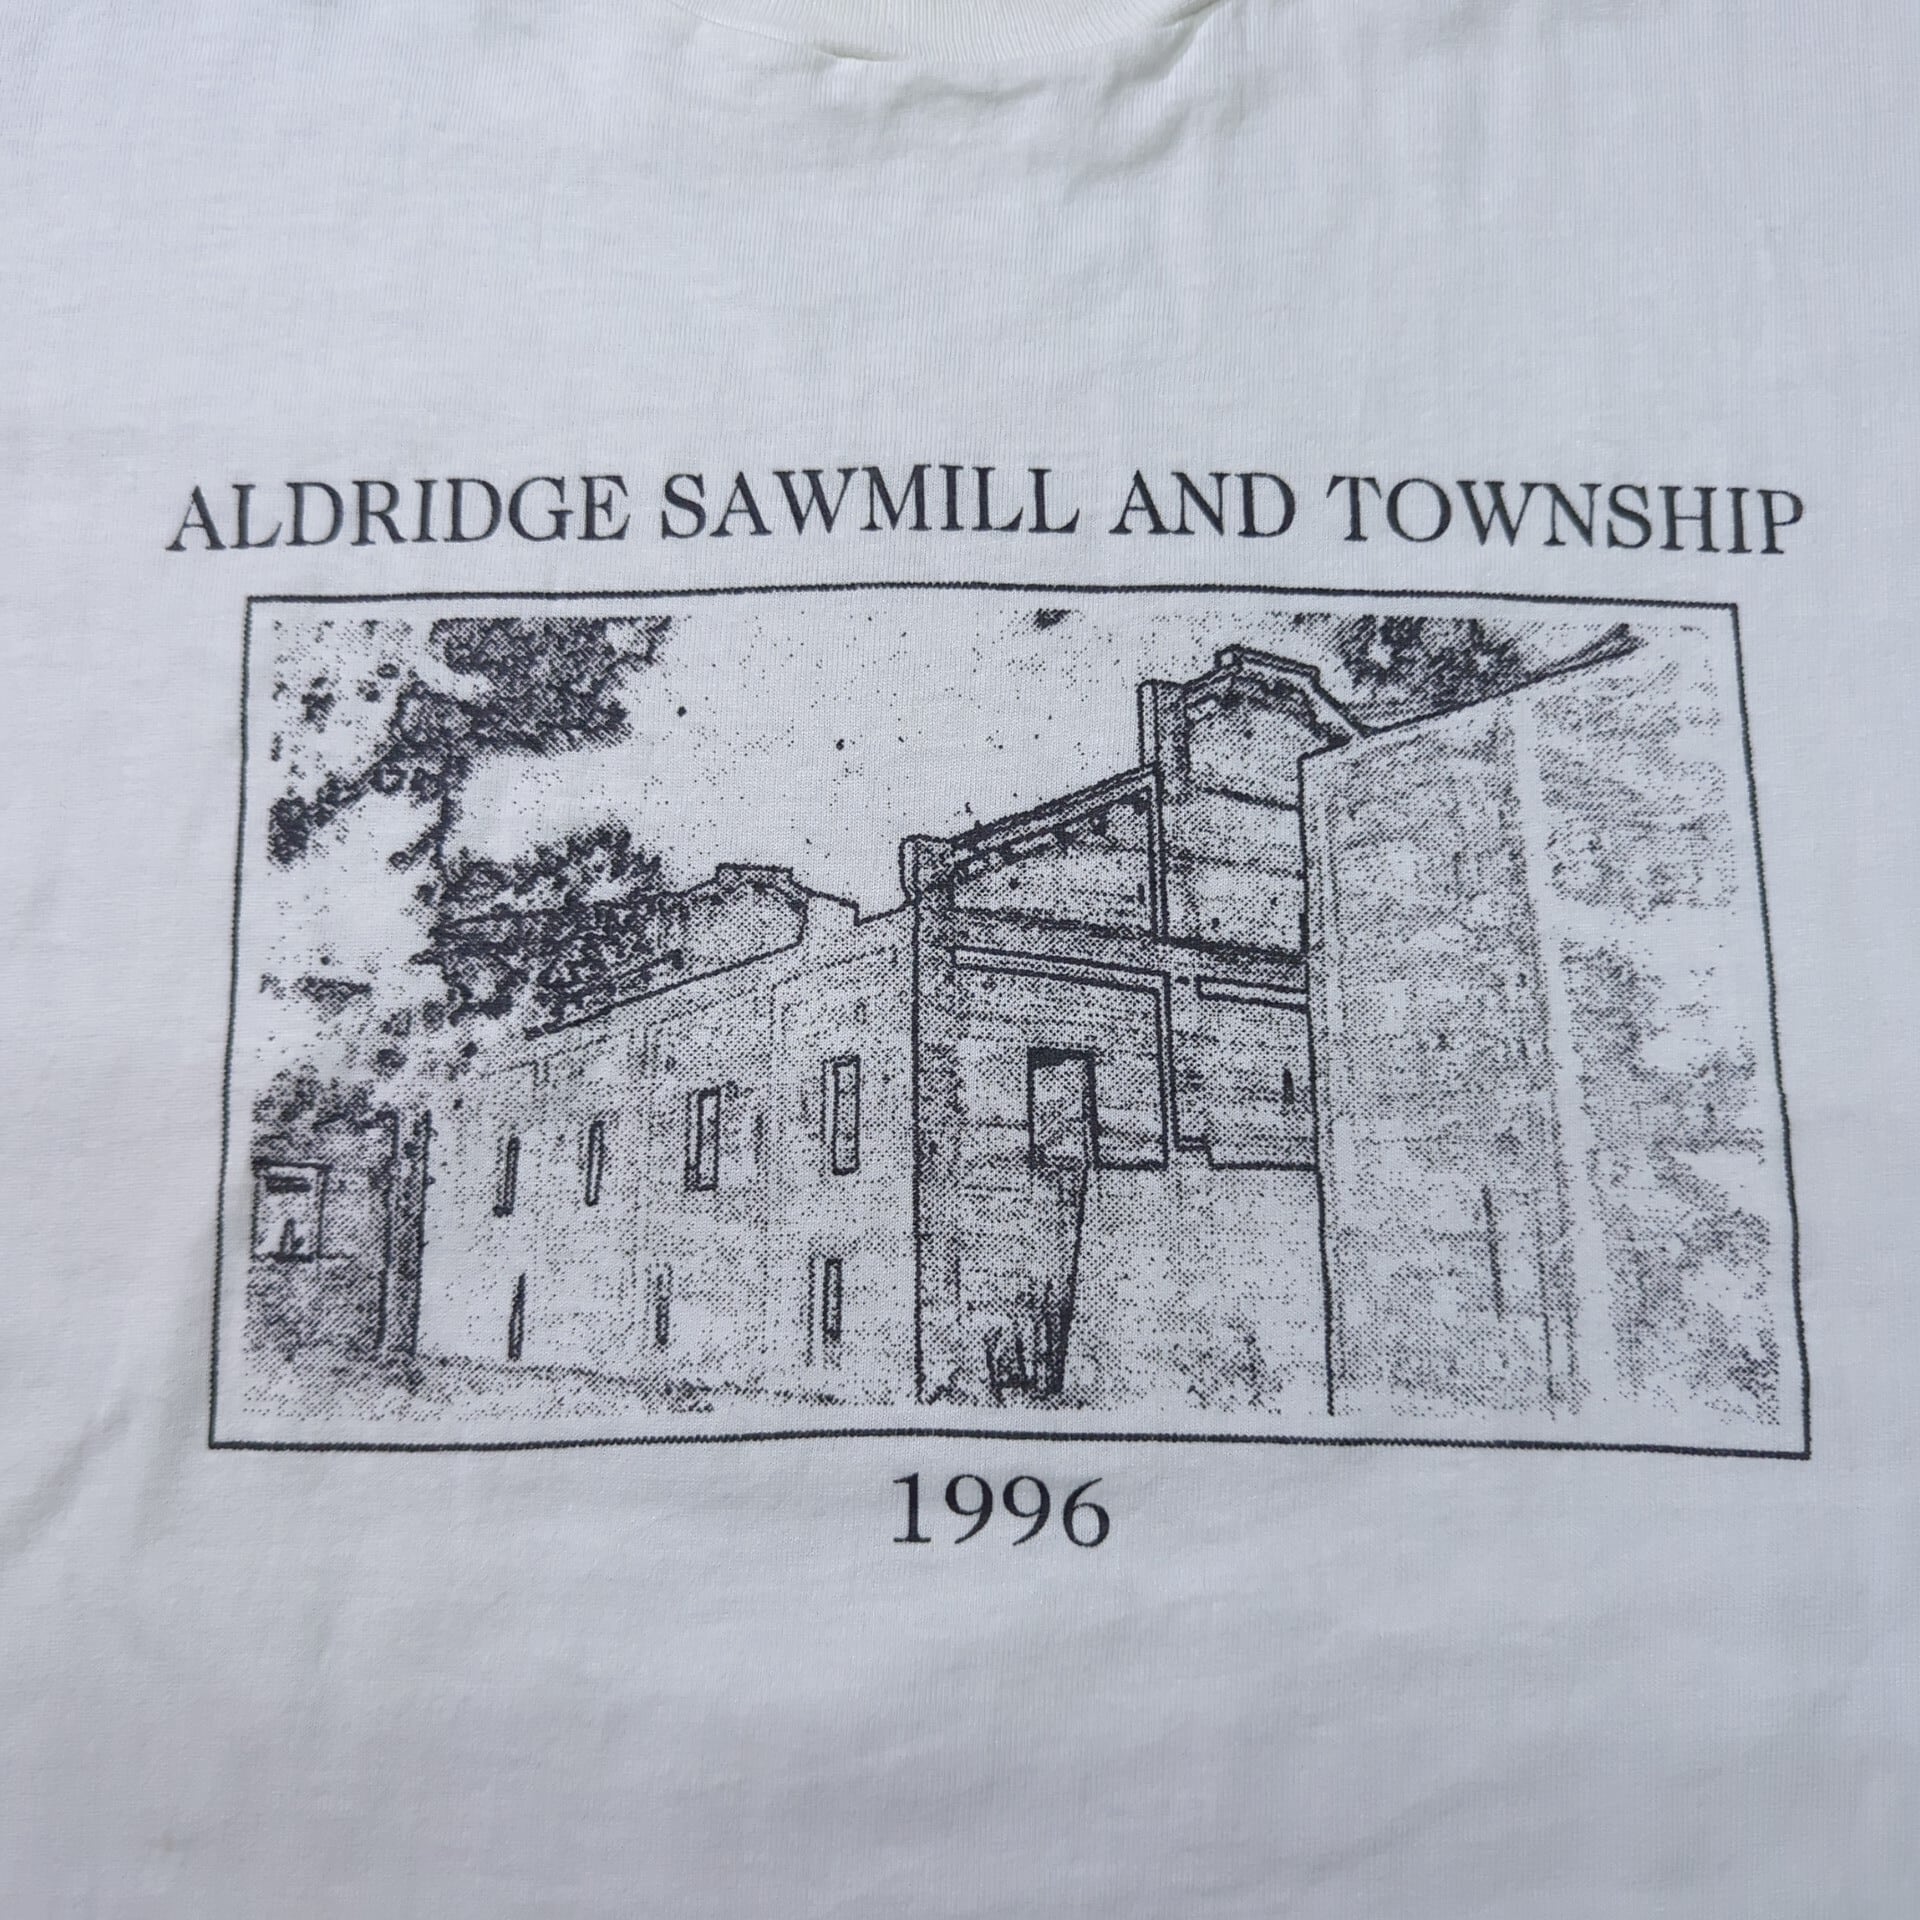 ALDRIDGE SAWMILL AND TOWNSHIP
1996